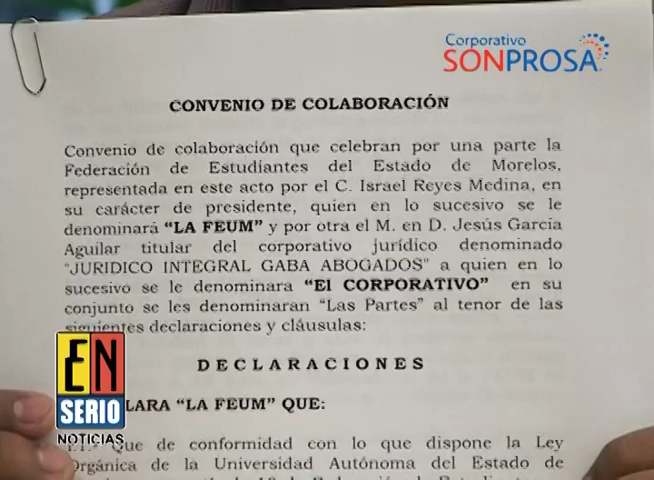 Corporativo
SONPROSA
CONVENIO DE COLABORACIÓN
Convenio de colaboración que celebran por una parte la
Federación de Estudiantes del Estado de Morelos,
representada en este acto por el C. Israel Reyes Medina, en
su carácter de presidente, quien en lo sucesivo se le
denominará “LA FEUM” y por otra el M. en D. Jesús García
Aguilar titular del corporativo jurídico denominado
"JURIDICO INTEGRAL GABA ABOGADOS" a quien en lo
sucesivo se le denominara “El CORPORATIVO” en su
conjunto se les denominaran “Las Partes” al tenor de las
siguientes declaraciones y cláusulas:
DECLARACIONES
LARA “LA FEUM” QUE:
EN
SERIO
NOTICIAS
I.1.- Que de conformidad con lo que dispone la Ley
Orgánica de la Universidad Autónoma del Estado de